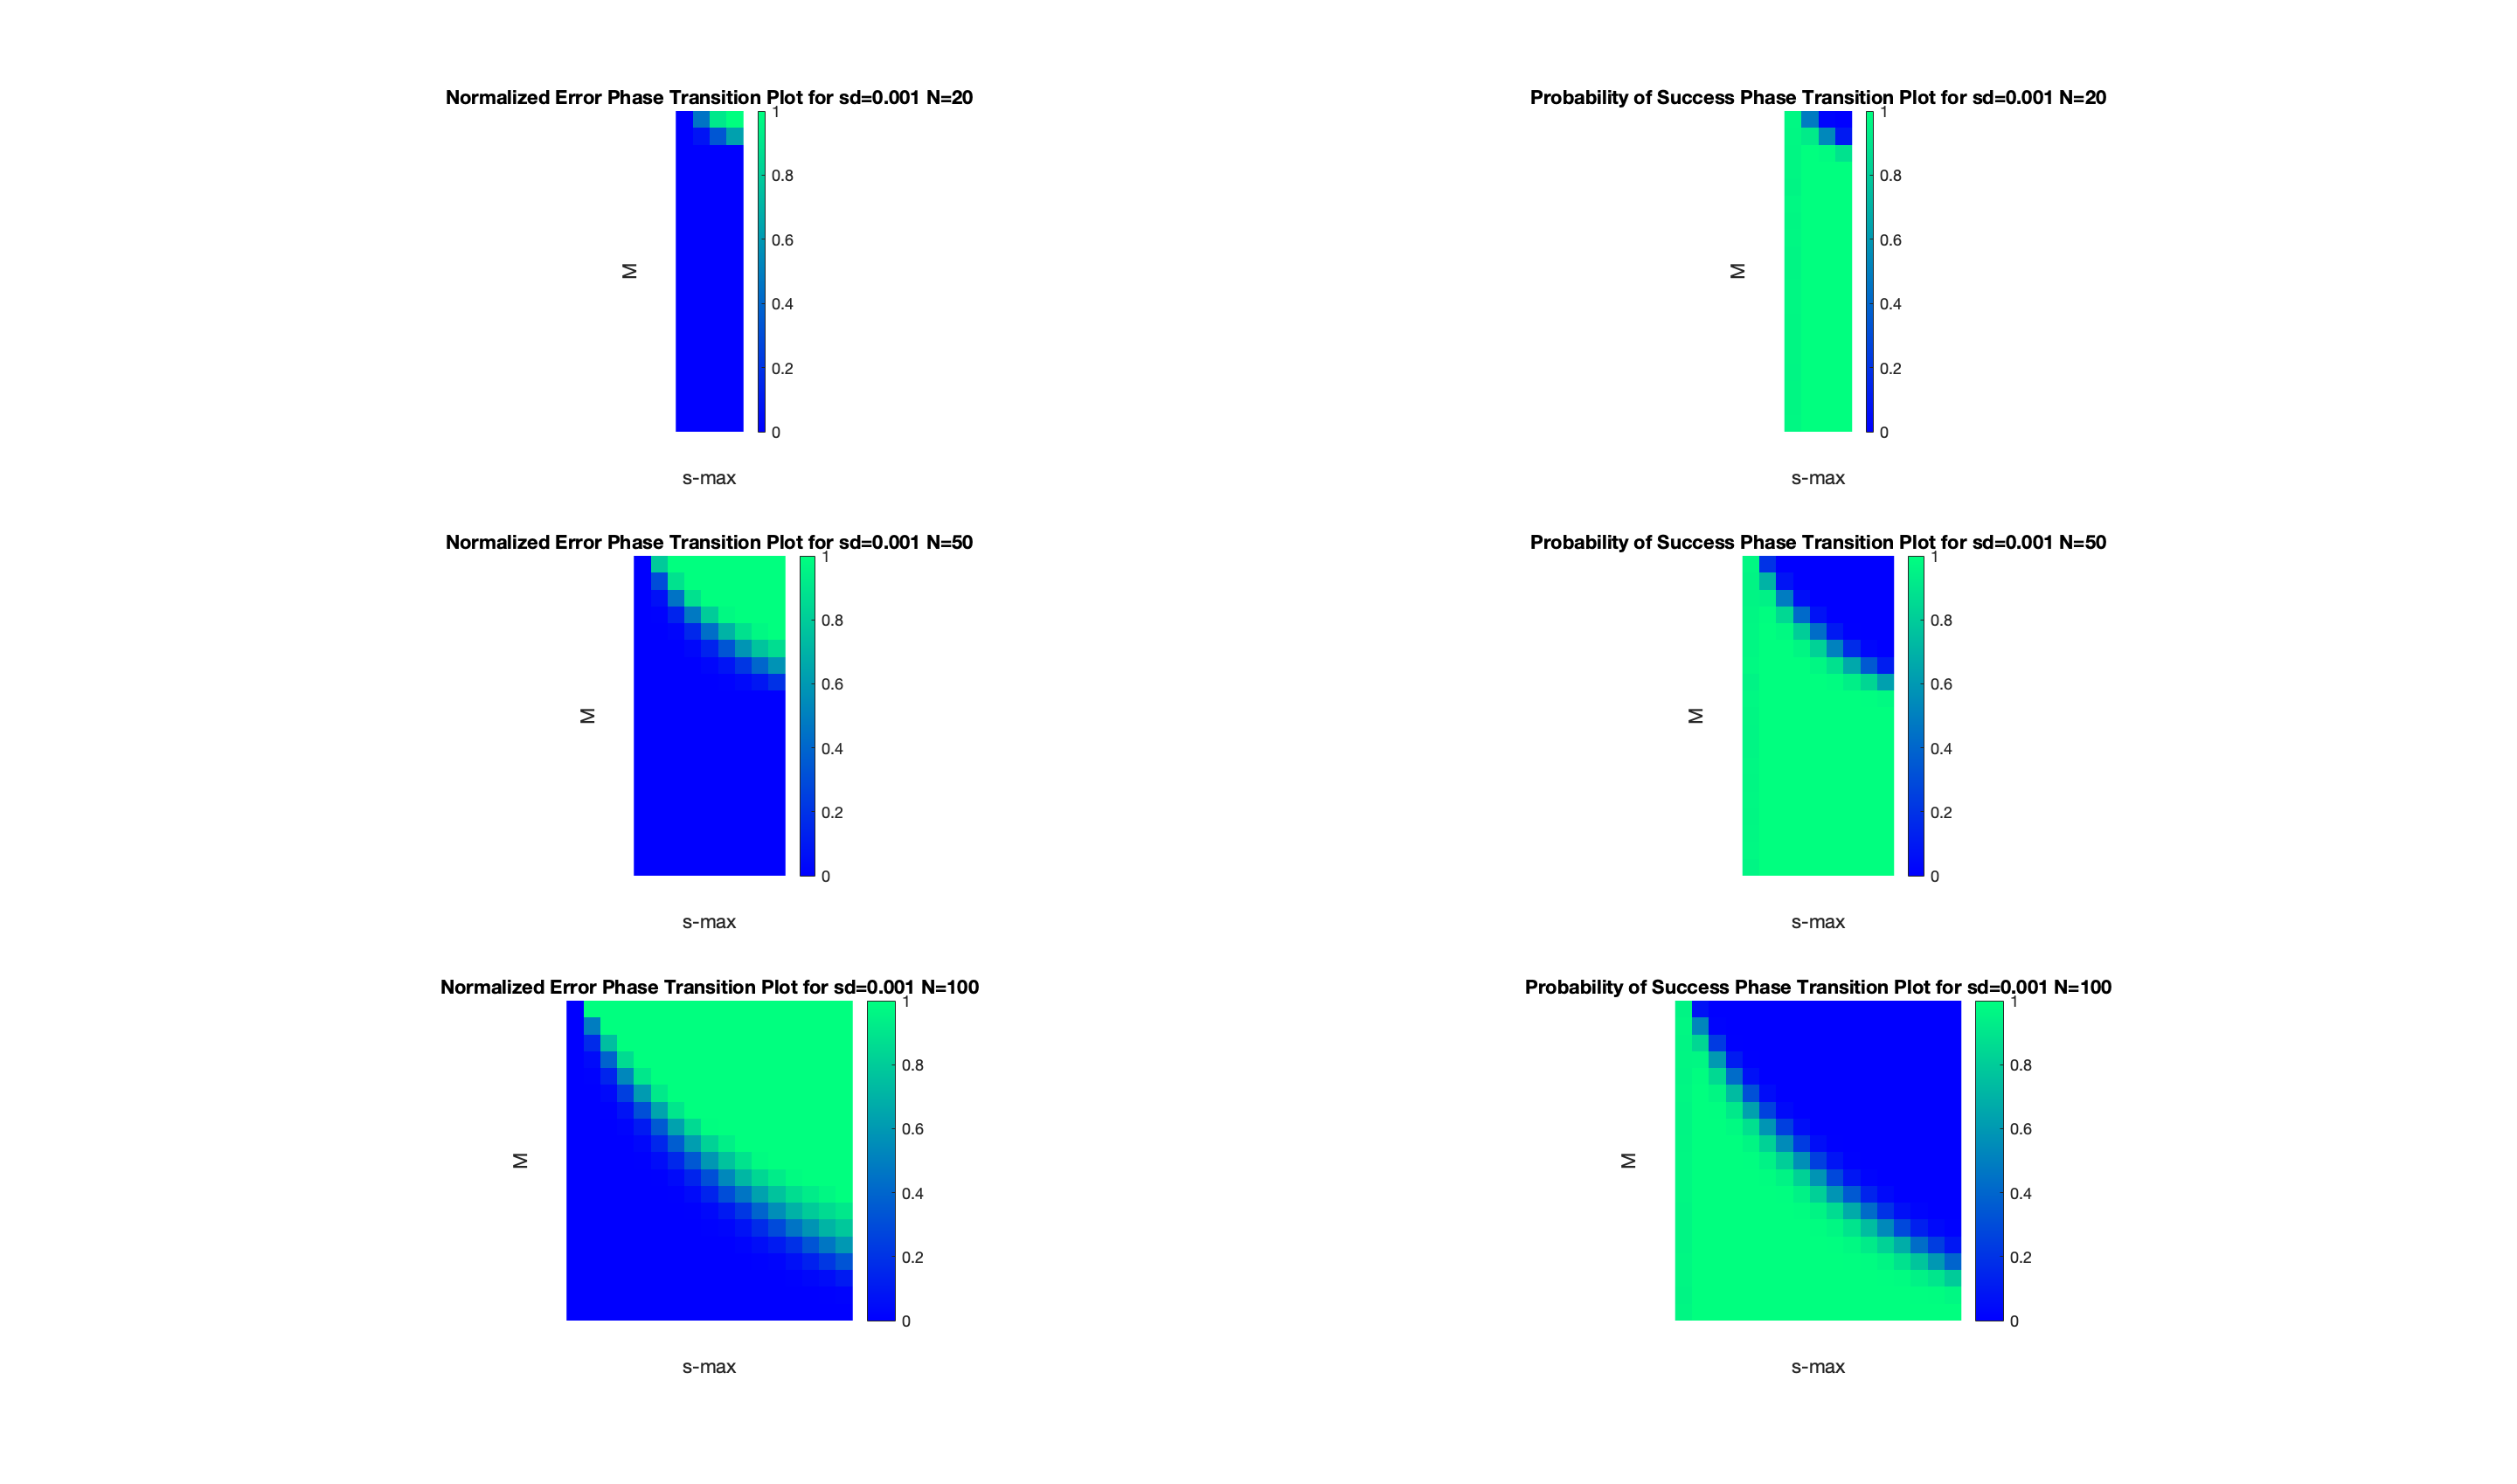 Normalized Error Phase Transition Plot for sd=0.001 N=20
1
0.8
0.6
M
0.4
0.2
0
s-max
Probability of Success Phase Transition Plot for sd=0.001 N=20
1
0.8
0.6
M
0.4
0.2
0
s-max
Normalized Error Phase Transition Plot for sd=0.001 N=50
1
0.8
0.6
M
0.4
0.2
0
s-max
Probability of Success Phase Transition Plot for sd=0.001 N=50
1
0.8
0.6
M
0.4
0.2
0
s-max
Normalized Error Phase Transition Plot for sd=0.001 N=100
1
0.8
0.6
M
0.4
0.2
0
s-max
Probability of Success Phase Transition Plot for sd=0.001 N=100
1
0.8
0.6
M
0.4
0.2
0
s-max